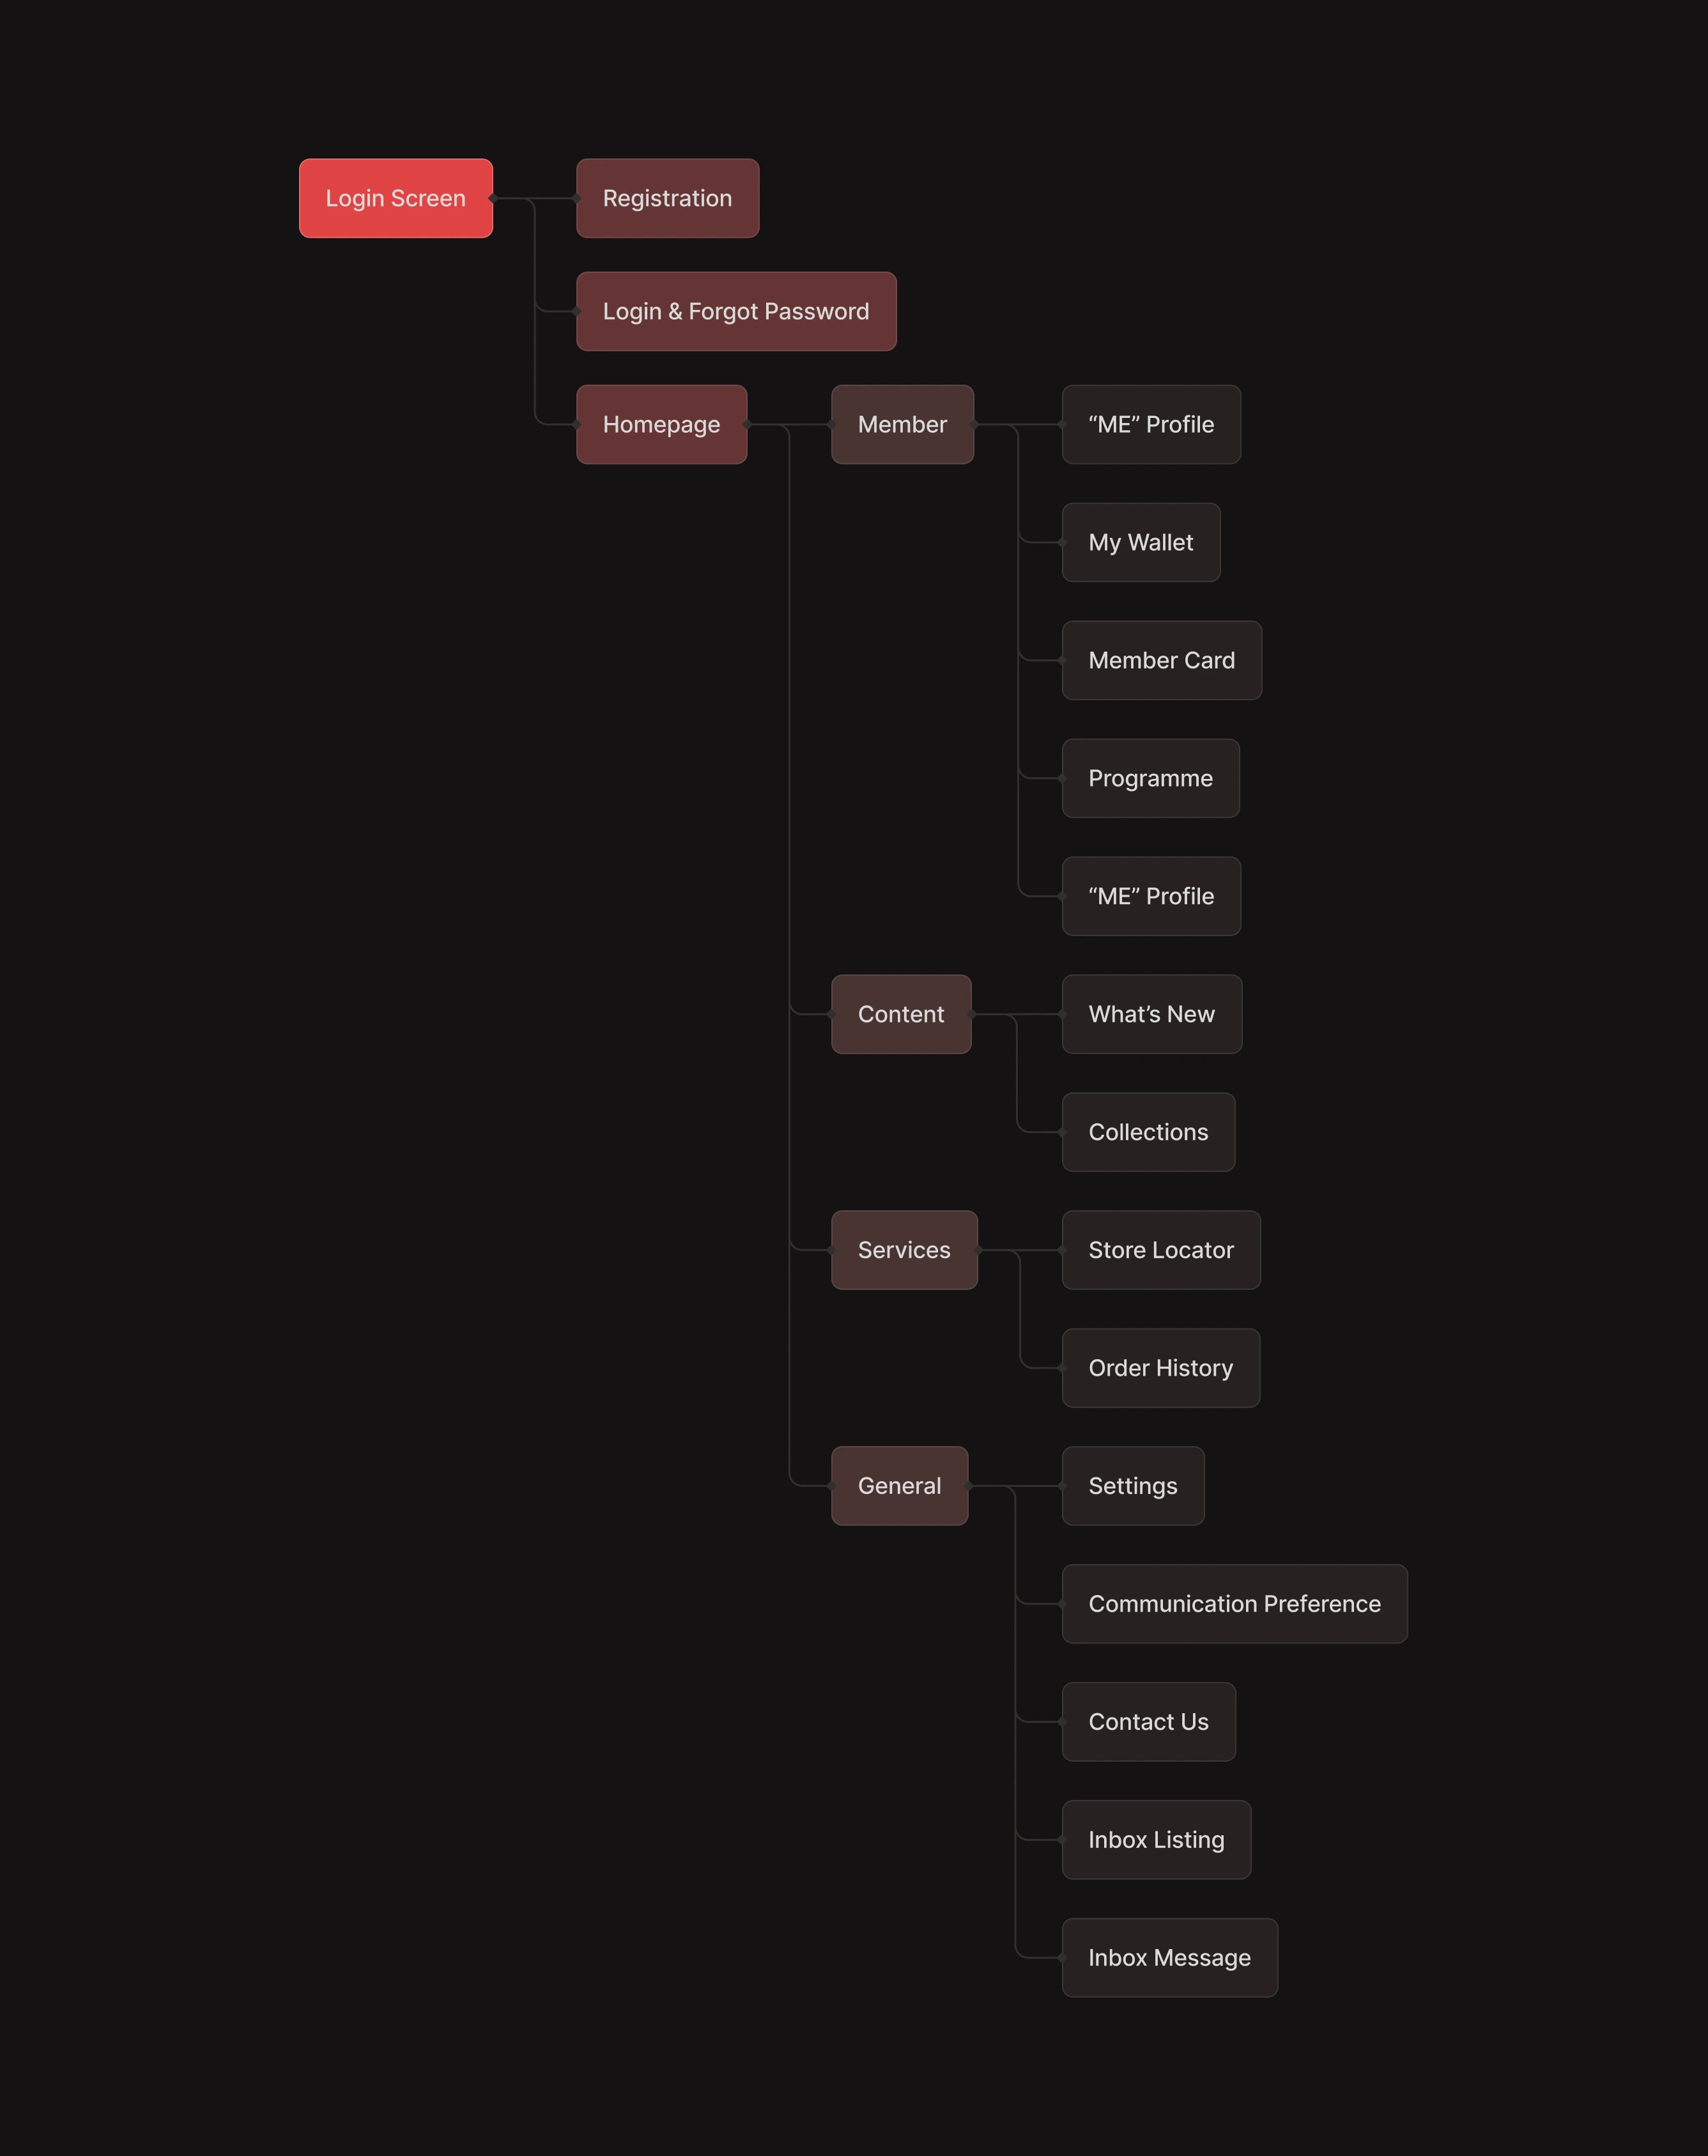 Login Screen
Registration
Login & Forgot Password
Homepage
Member
“ME” Profile
My Wallet
Member Card
Programme
“ME” Profile
Content
What’s New
Collections
Services
Store Locator
Order History
General
Settings
Communication Preference
Contact Us
Inbox Listing
Inbox Message